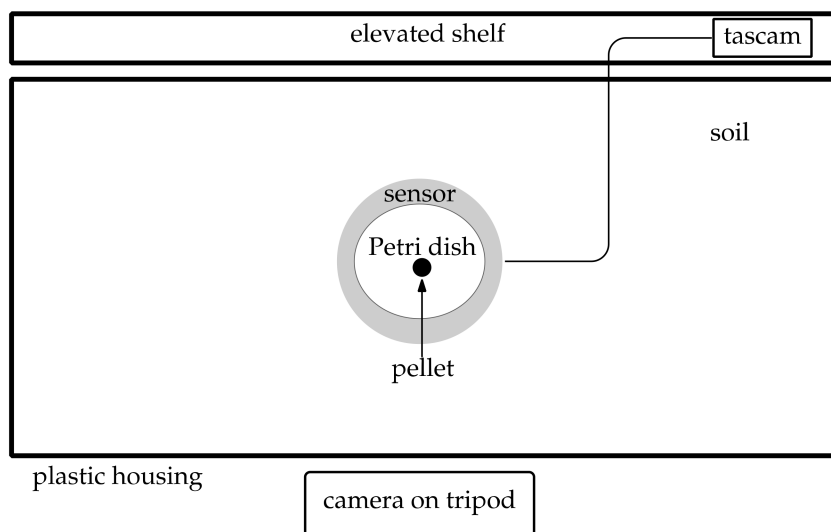 elevated shelf
tascam
soil
sensor
Petri dish
pellet
plastic housing
camera on tripod